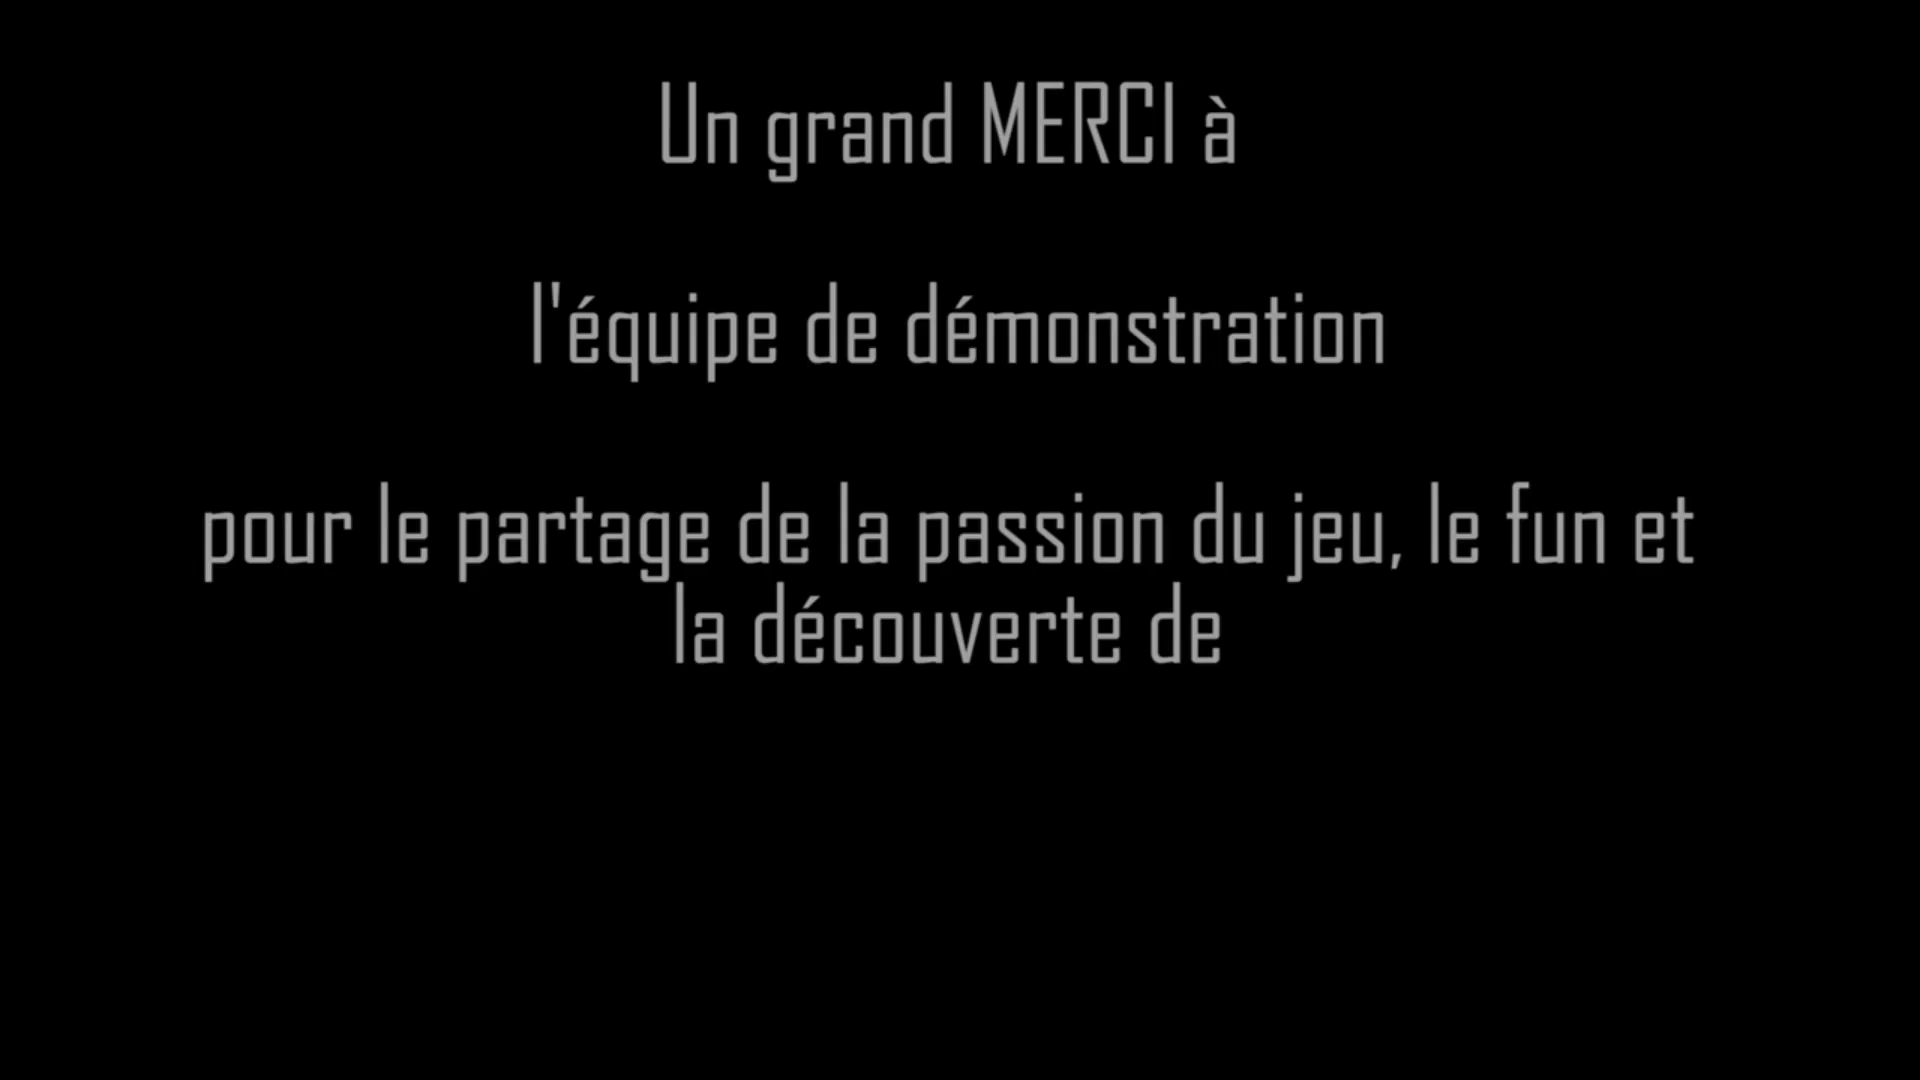 Un grand MERCI à
l'équipe de démonstration
pour le partage de la passion du jeu, le fun et
la découverte de